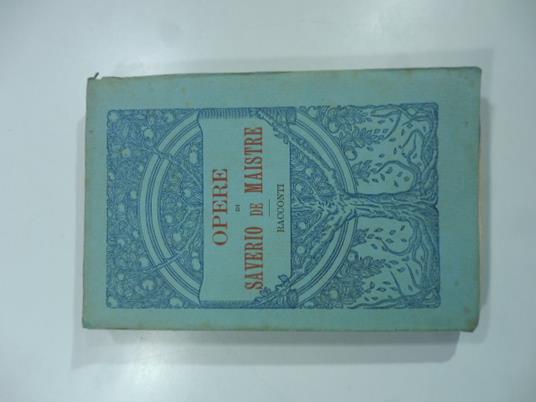 OPERE
DI
SAVERIO DE MAISTRE
RACCONTI